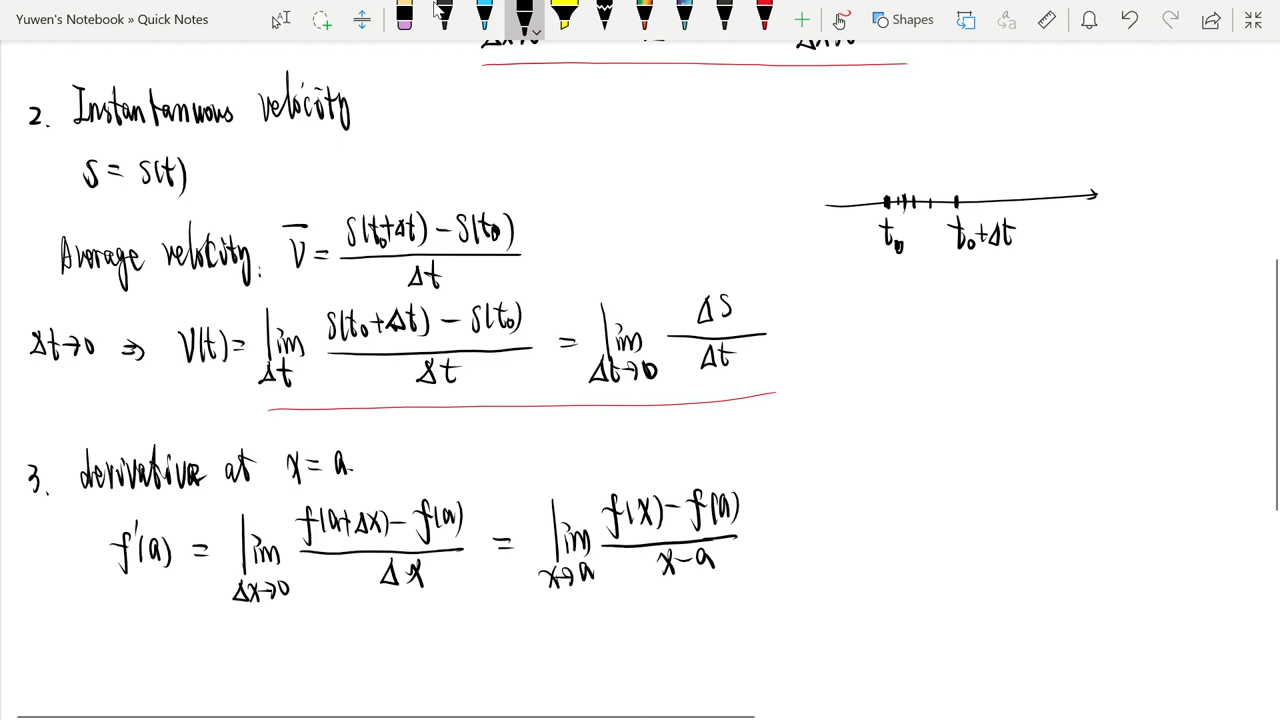 Yuwen's Notebook » Quick Notes
Shapes
2. Instantanuous velocity
S = S(t)
t₀ t₀+Δt
Average velocity: V̄ = (S(t₀+Δt) − S(t₀)) / Δt
Δt→0 ⇒ V(t) = lim Δt (S(t₀+Δt) − S(t₀)) / Δt = lim Δt→0 ΔS / Δt
3. derivative at x = a
f'(a) = lim Δx→0 (f(a+Δx) − f(a)) / Δx = lim x→a (f(x) − f(a)) / (x−a)